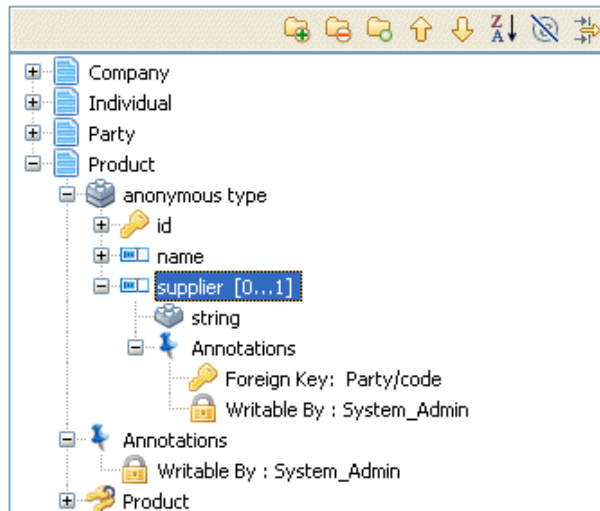 Z
A
Company
Individual
Party
Product
anonymous type
id
name
supplier [0...1]
string
Annotations
Foreign Key: Party/code
Writable By : System_Admin
Annotations
Writable By : System_Admin
Product